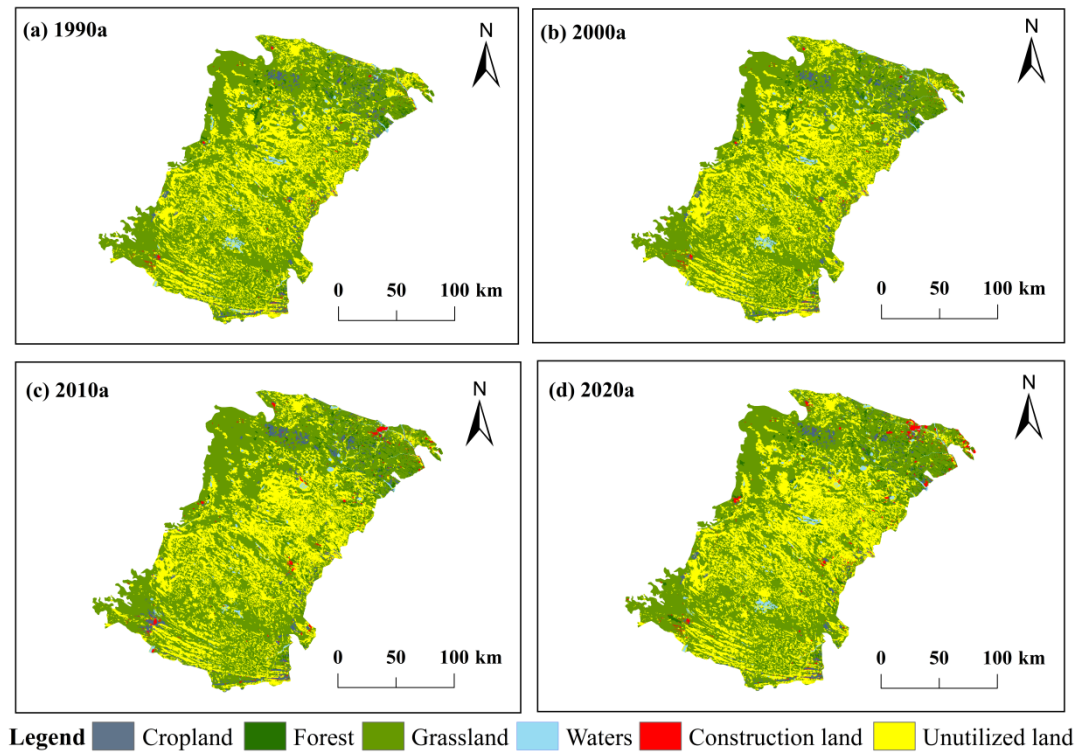 (a) 1990a
N
0 50 100 km
(b) 2000a
N
0 50 100 km
(c) 2010a
N
0 50 100 km
(d) 2020a
N
0 50 100 km
Legend Cropland Forest Grassland Waters Construction land Unutilized land